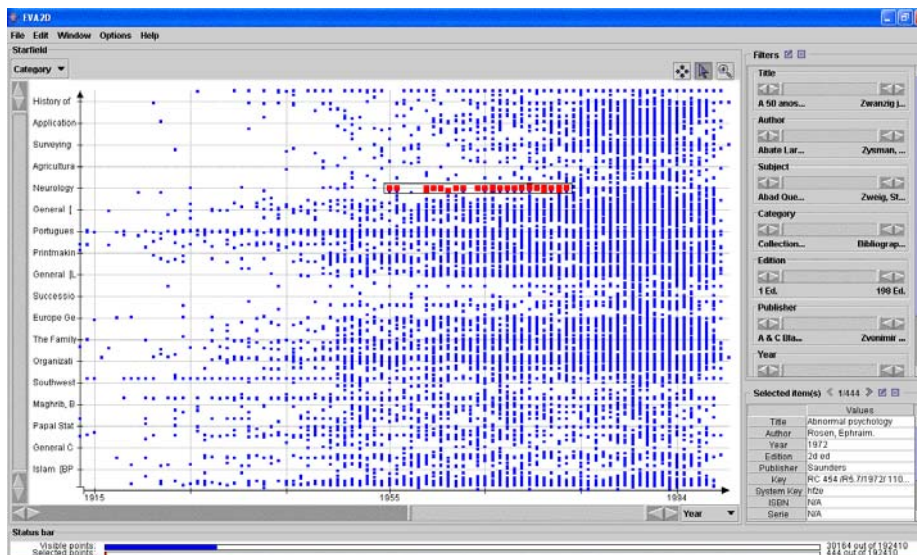 EVA2D
File Edit Window Options Help
Starfield
Category
History of
Application
Surveying
Agricultura
Neurology
General [
Portugues
Printmakin
General [L
Successio
Europe Ge
The Family
Organizati
Southwest
Maghrib, B
Papal Stat
General C
Islam [BP
1915 1955 1984
Year
Filters
Title
A 50 anos... Zwanzig j...
Author
Abate Lar... Zysman, ...
Subject
Abad Que... Zweig, St...
Category
Collection... Bibliograp...
Edition
1 Ed. 198 Ed.
Publisher
A & C Bla... Zvonimir ...
Year
Selected item(s) 1/444
Values
Title Abnormal psychology
Author Rosen, Ephraim.
Year 1972
Edition 2d ed
Publisher Saunders
Key RC 454 /R5.7/1972/ 110...
System Key hfze
ISBN N/A
Serie N/A
Status bar
Visible points: 30164 out of 192410
Selected points: 444 out of 192410